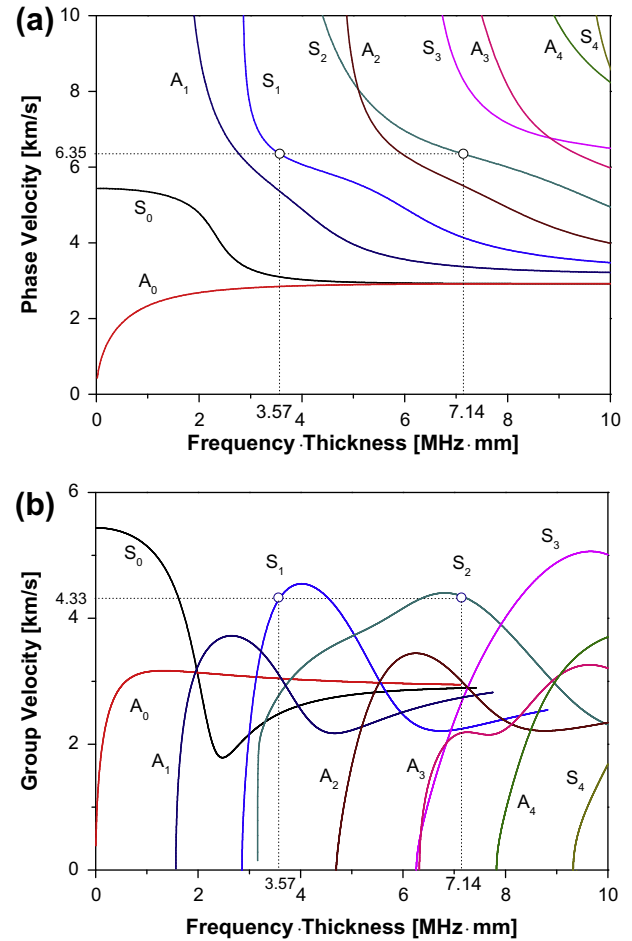 (a)
10
8
6.35
6
4
2
0
Phase Velocity [km/s]
A1
S1
S2
A2
S3
A3
A4
S4
S0
A0
0
2
3.57
4
6
7.14
8
10
Frequency·Thickness [MHz·mm]
(b)
6
4.33
4
2
0
Group Velocity [km/s]
S0
S1
S2
S3
A0
A1
A2
A3
A4
S4
0
2
3.57
4
6
7.14
8
10
Frequency·Thickness [MHz·mm]